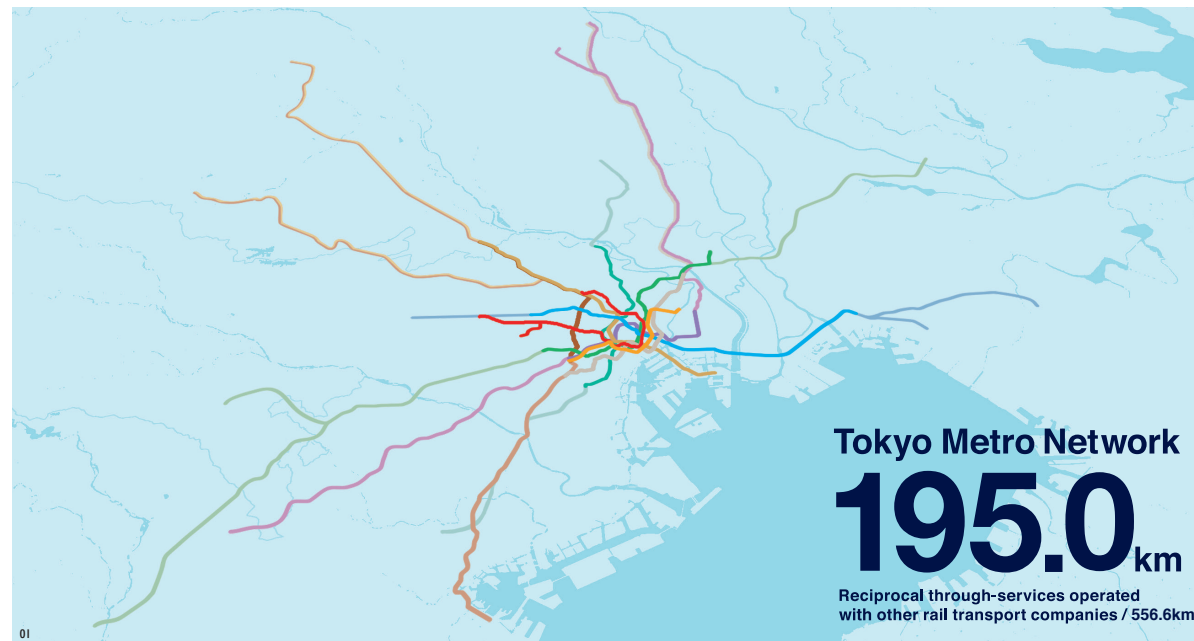 Tokyo Metro Network
195.0km
Reciprocal through-services operated
with other rail transport companies / 556.6km
01